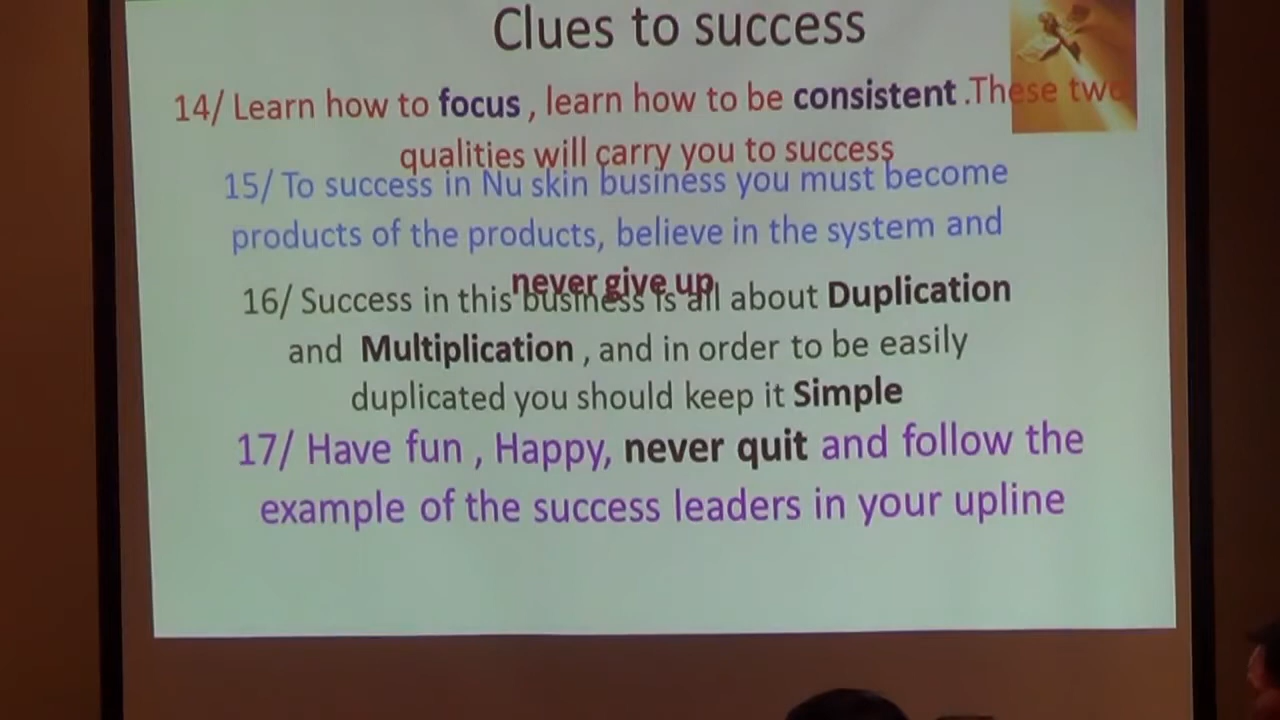 Clues to success
14/ Learn how to focus , learn how to be consistent .These two
qualities will carry you to success
15/ To success in Nu skin business you must become
products of the products, believe in the system and
never give up
16/ Success in this business is all about Duplication
and Multiplication , and in order to be easily
duplicated you should keep it Simple
17/ Have fun , Happy, never quit and follow the
example of the success leaders in your upline